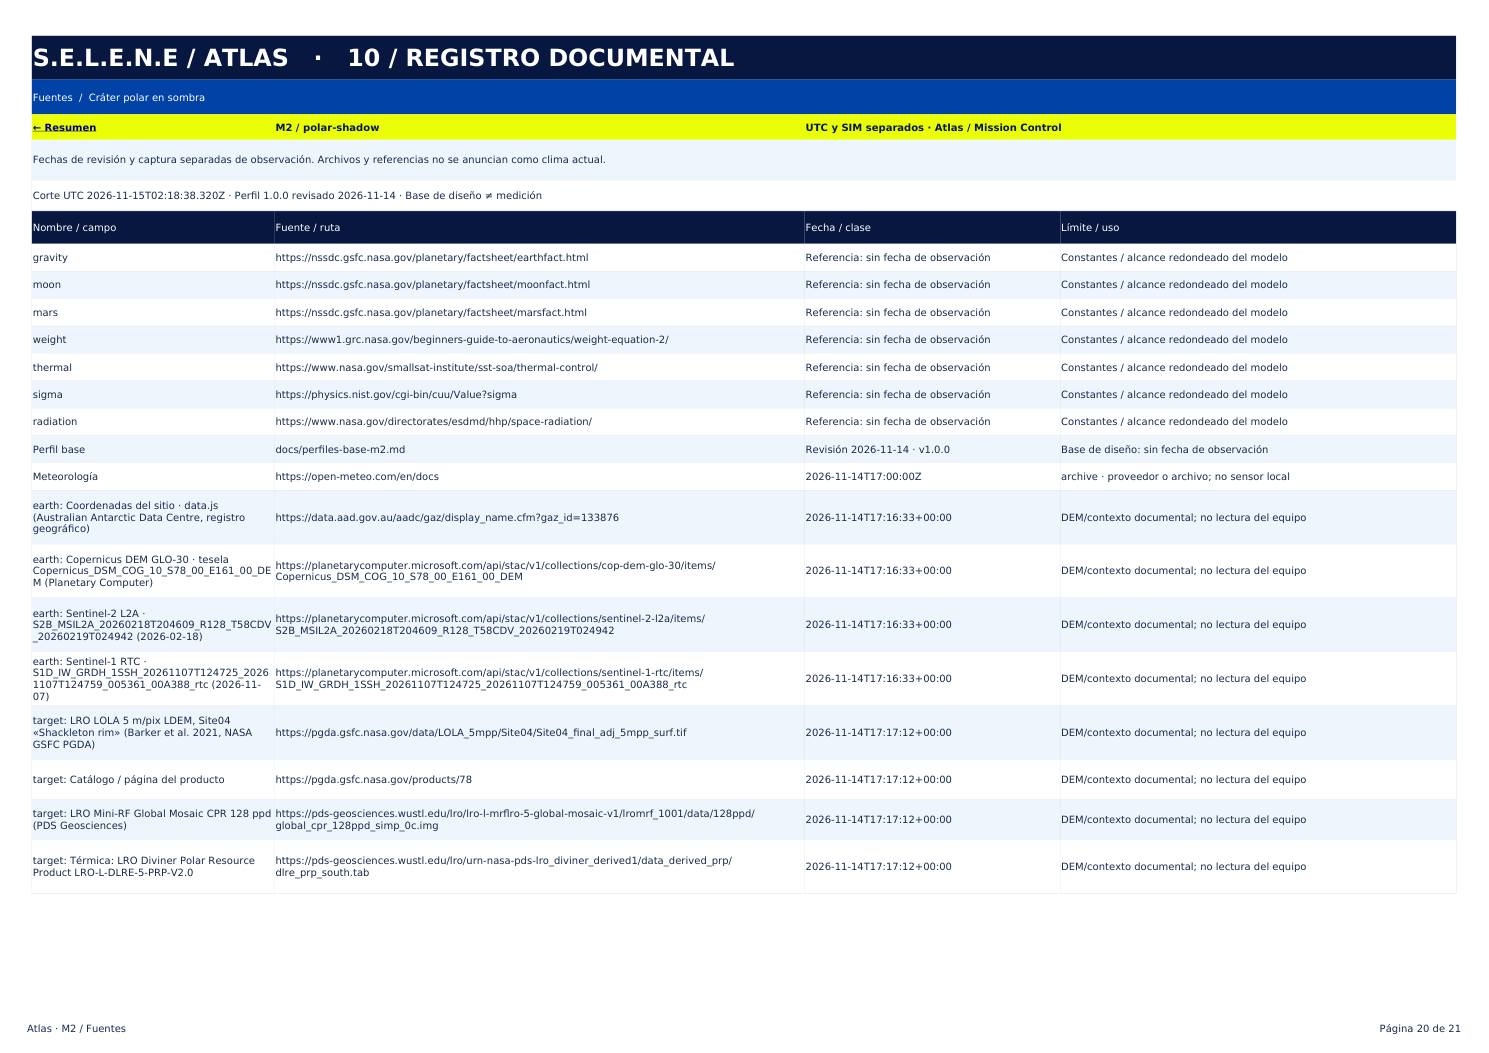 S.E.L.E.N.E / ATLAS · 10 / REGISTRO DOCUMENTAL
Fuentes / Cráter polar en sombra
← Resumen M2 / polar-shadow UTC y SIM separados · Atlas / Mission Control
Fechas de revisión y captura separadas de observación. Archivos y referencias no se anuncian como clima actual.
Corte UTC 2026-11-15T02:18:38.320Z · Perfil 1.0.0 revisado 2026-11-14 · Base de diseño ≠ medición
Nombre / campo Fuente / ruta Fecha / clase Límite / uso
gravity https://nssdc.gsfc.nasa.gov/planetary/factsheet/earthfact.html Referencia: sin fecha de observación Constantes / alcance redondeado del modelo
moon https://nssdc.gsfc.nasa.gov/planetary/factsheet/moonfact.html Referencia: sin fecha de observación Constantes / alcance redondeado del modelo
mars https://nssdc.gsfc.nasa.gov/planetary/factsheet/marsfact.html Referencia: sin fecha de observación Constantes / alcance redondeado del modelo
weight https://www1.grc.nasa.gov/beginners-guide-to-aeronautics/weight-equation-2/ Referencia: sin fecha de observación Constantes / alcance redondeado del modelo
thermal https://www.nasa.gov/smallsat-institute/sst-soa/thermal-control/ Referencia: sin fecha de observación Constantes / alcance redondeado del modelo
sigma https://physics.nist.gov/cgi-bin/cuu/Value?sigma Referencia: sin fecha de observación Constantes / alcance redondeado del modelo
radiation https://www.nasa.gov/directorates/esdmd/hhp/space-radiation/ Referencia: sin fecha de observación Constantes / alcance redondeado del modelo
Perfil base docs/perfiles-base-m2.md Revisión 2026-11-14 · v1.0.0 Base de diseño: sin fecha de observación
Meteorología https://open-meteo.com/en/docs 2026-11-14T17:00:00Z archive · proveedor o archivo; no sensor local
earth: Coordenadas del sitio · data.js
(Australian Antarctic Data Centre, registro
geográfico)
https://data.aad.gov.au/aadc/gaz/display_name.cfm?gaz_id=133876 2026-11-14T17:16:33+00:00 DEM/contexto documental; no lectura del equipo
earth: Copernicus DEM GLO-30 · tesela
Copernicus_DSM_COG_10_S78_00_E161_00_DE
M (Planetary Computer)
https://planetarycomputer.microsoft.com/api/stac/v1/collections/cop-dem-glo-30/items/
Copernicus_DSM_COG_10_S78_00_E161_00_DEM
2026-11-14T17:16:33+00:00 DEM/contexto documental; no lectura del equipo
earth: Sentinel-2 L2A ·
S2B_MSIL2A_20260218T204609_R128_T58CDV
_20260219T024942 (2026-02-18)
https://planetarycomputer.microsoft.com/api/stac/v1/collections/sentinel-2-l2a/items/
S2B_MSIL2A_20260218T204609_R128_T58CDV_20260219T024942
2026-11-14T17:16:33+00:00 DEM/contexto documental; no lectura del equipo
earth: Sentinel-1 RTC ·
S1D_IW_GRDH_1SSH_20261107T124725_2026
1107T124759_005361_00A388_rtc (2026-11-
07)
https://planetarycomputer.microsoft.com/api/stac/v1/collections/sentinel-1-rtc/items/
S1D_IW_GRDH_1SSH_20261107T124725_20261107T124759_005361_00A388_rtc
2026-11-14T17:16:33+00:00 DEM/contexto documental; no lectura del equipo
target: LRO LOLA 5 m/pix LDEM, Site04
«Shackleton rim» (Barker et al. 2021, NASA
GSFC PGDA)
https://pgda.gsfc.nasa.gov/data/LOLA_5mpp/Site04/Site04_final_adj_5mpp_surf.tif 2026-11-14T17:17:12+00:00 DEM/contexto documental; no lectura del equipo
target: Catálogo / página del producto https://pgda.gsfc.nasa.gov/products/78 2026-11-14T17:17:12+00:00 DEM/contexto documental; no lectura del equipo
target: LRO Mini-RF Global Mosaic CPR 128 ppd
(PDS Geosciences)
https://pds-geosciences.wustl.edu/lro/lro-l-mrflro-5-global-mosaic-v1/lromrf_1001/data/128ppd/
global_cpr_128ppd_simp_0c.img
2026-11-14T17:17:12+00:00 DEM/contexto documental; no lectura del equipo
target: Térmica: LRO Diviner Polar Resource
Product LRO-L-DLRE-5-PRP-V2.0
https://pds-geosciences.wustl.edu/lro/urn-nasa-pds-lro_diviner_derived1/data_derived_prp/
dlre_prp_south.tab
2026-11-14T17:17:12+00:00 DEM/contexto documental; no lectura del equipo
Atlas · M2 / Fuentes Página 20 de 21